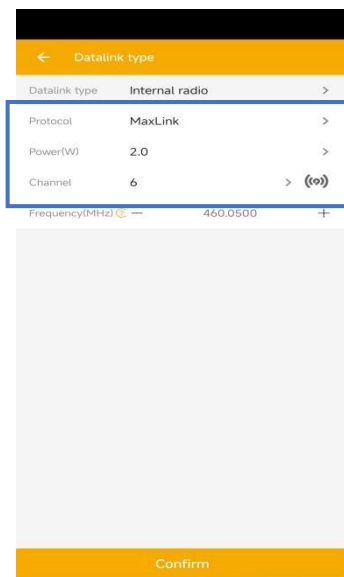 Datalink type
Datalink type Internal radio
Protocol MaxLink
Power(W) 2.0
Channel 6
Frequency(MHz) ? — 460.0500 +
Confirm